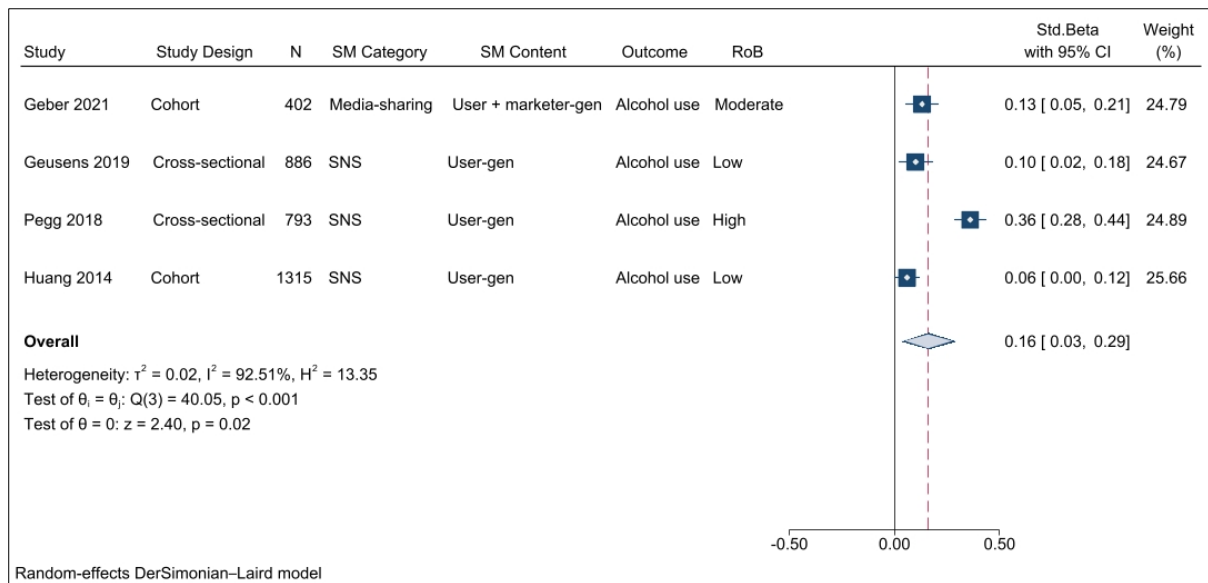 Std.Beta Weight
Study Study Design N SM Category SM Content Outcome RoB with 95% CI (%)
Geber 2021 Cohort 402 Media-sharing User + marketer-gen Alcohol use Moderate 0.13 [ 0.05, 0.21] 24.79
Geusens 2019 Cross-sectional 886 SNS User-gen Alcohol use Low 0.10 [ 0.02, 0.18] 24.67
Pegg 2018 Cross-sectional 793 SNS User-gen Alcohol use High 0.36 [ 0.28, 0.44] 24.89
Huang 2014 Cohort 1315 SNS User-gen Alcohol use Low 0.06 [ 0.00, 0.12] 25.66
Overall 0.16 [ 0.03, 0.29]
Heterogeneity: τ² = 0.02, I² = 92.51%, H² = 13.35
Test of θᵢ = θⱼ: Q(3) = 40.05, p < 0.001
Test of θ = 0: z = 2.40, p = 0.02
-0.50 0.00 0.50
Random-effects DerSimonian–Laird model